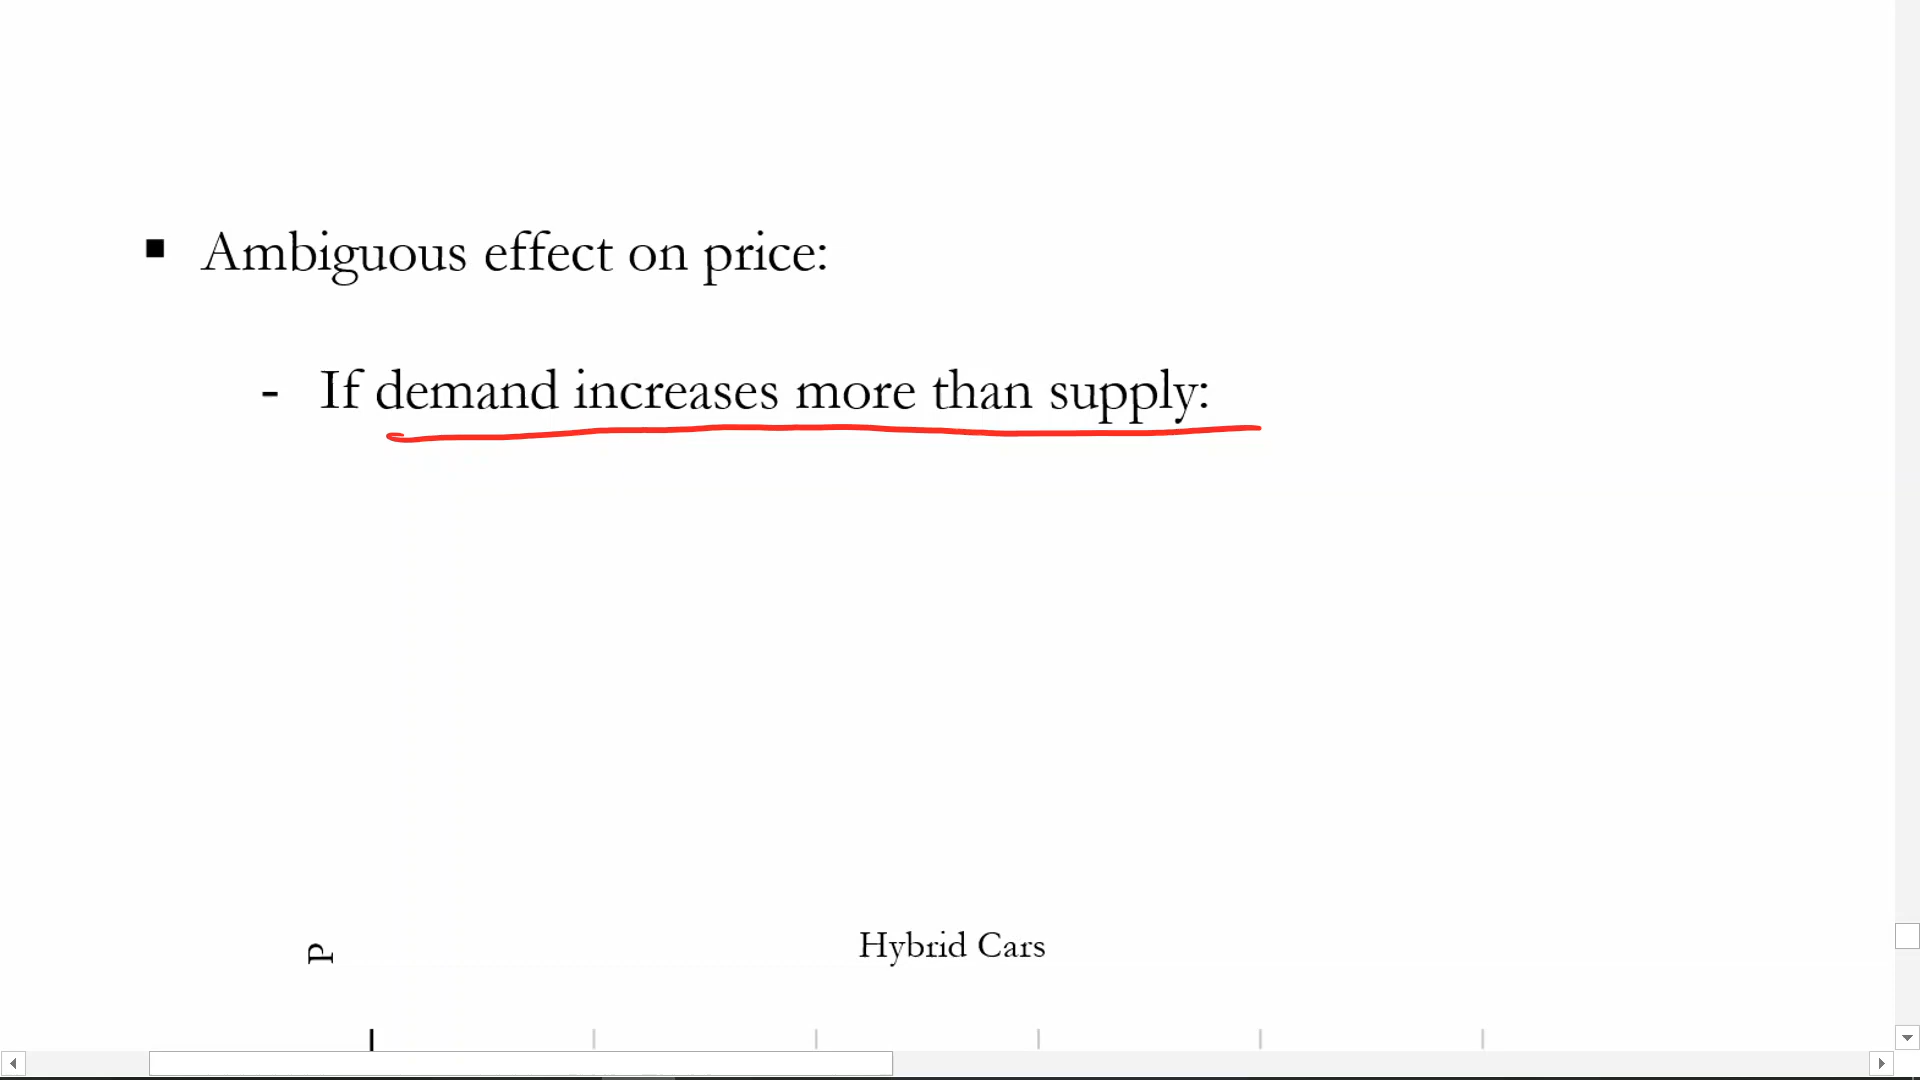 ▪ Ambiguous effect on price:
- If demand increases more than supply:
Hybrid Cars
P